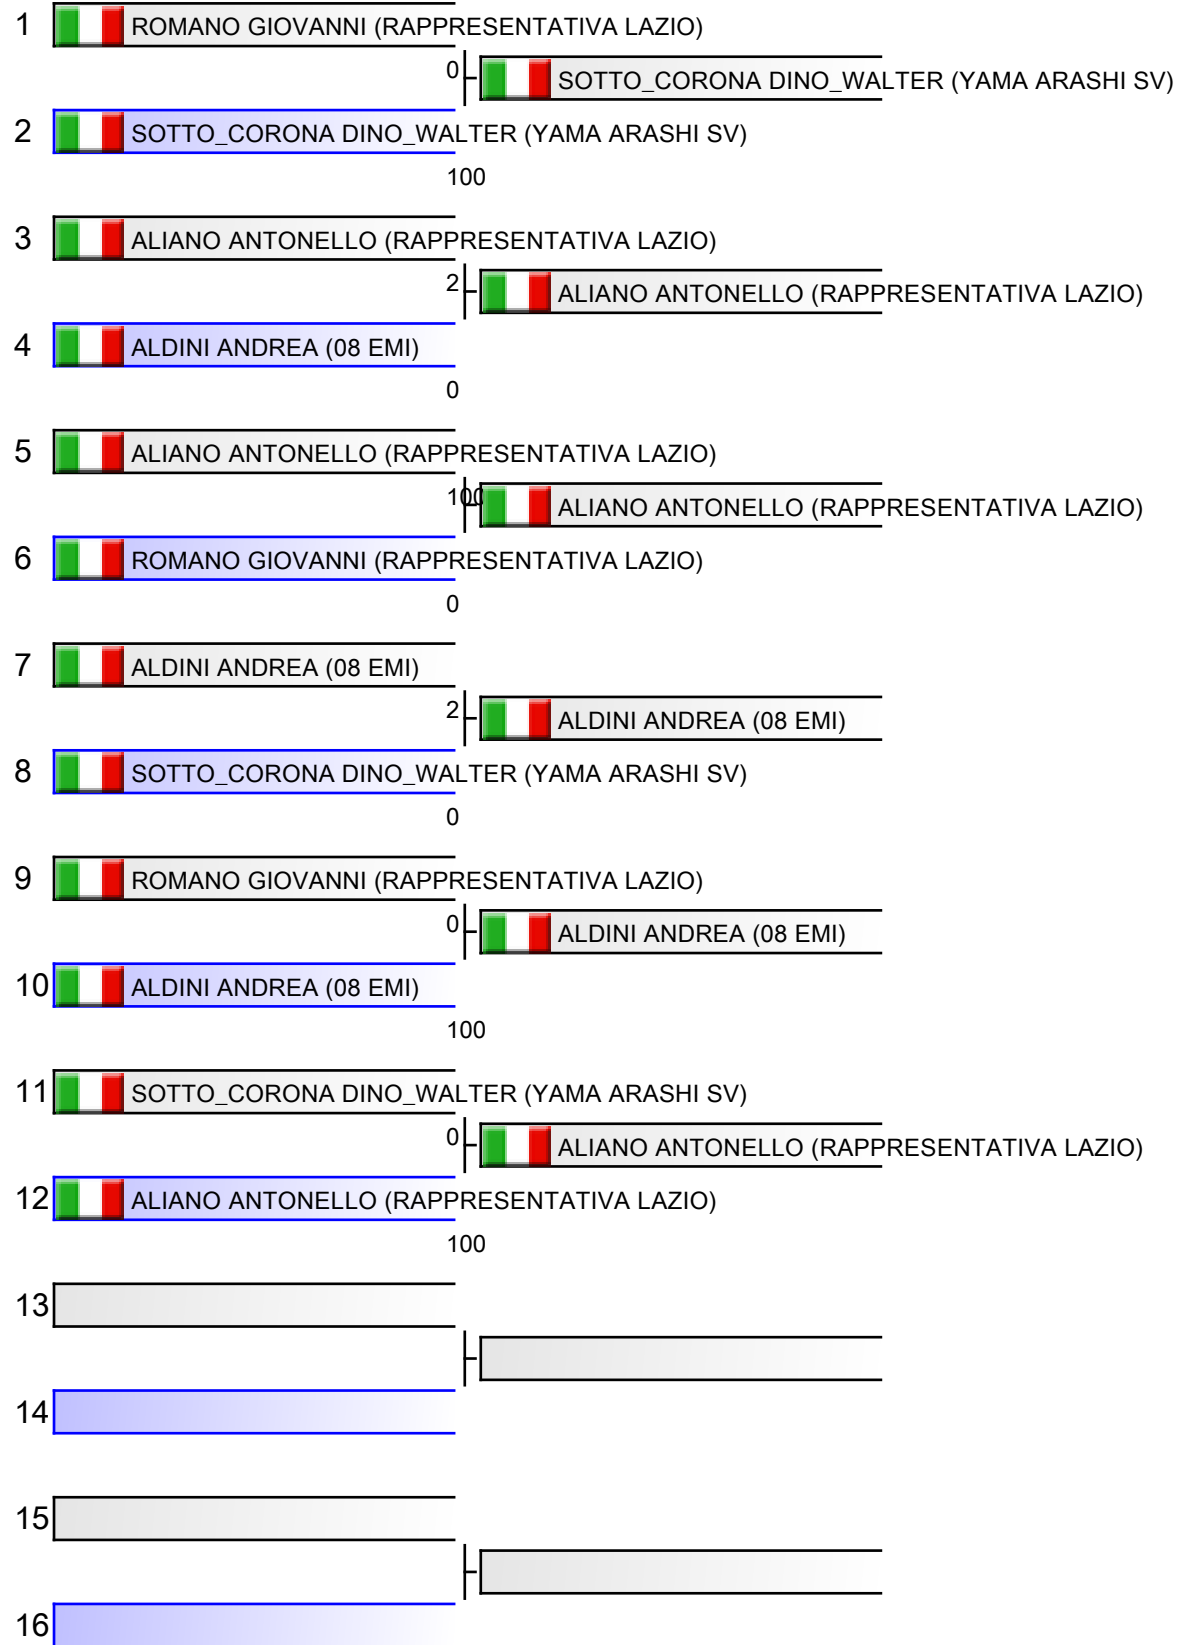 1 ROMANO GIOVANNI (RAPPRESENTATIVA LAZIO)
0 SOTTO_CORONA DINO_WALTER (YAMA ARASHI SV)
2 SOTTO_CORONA DINO_WALTER (YAMA ARASHI SV)
100
3 ALIANO ANTONELLO (RAPPRESENTATIVA LAZIO)
2 ALIANO ANTONELLO (RAPPRESENTATIVA LAZIO)
4 ALDINI ANDREA (08 EMI)
0
5 ALIANO ANTONELLO (RAPPRESENTATIVA LAZIO)
100 ALIANO ANTONELLO (RAPPRESENTATIVA LAZIO)
6 ROMANO GIOVANNI (RAPPRESENTATIVA LAZIO)
0
7 ALDINI ANDREA (08 EMI)
2 ALDINI ANDREA (08 EMI)
8 SOTTO_CORONA DINO_WALTER (YAMA ARASHI SV)
0
9 ROMANO GIOVANNI (RAPPRESENTATIVA LAZIO)
0 ALDINI ANDREA (08 EMI)
10 ALDINI ANDREA (08 EMI)
100
11 SOTTO_CORONA DINO_WALTER (YAMA ARASHI SV)
0 ALIANO ANTONELLO (RAPPRESENTATIVA LAZIO)
12 ALIANO ANTONELLO (RAPPRESENTATIVA LAZIO)
100
13
14
15
16